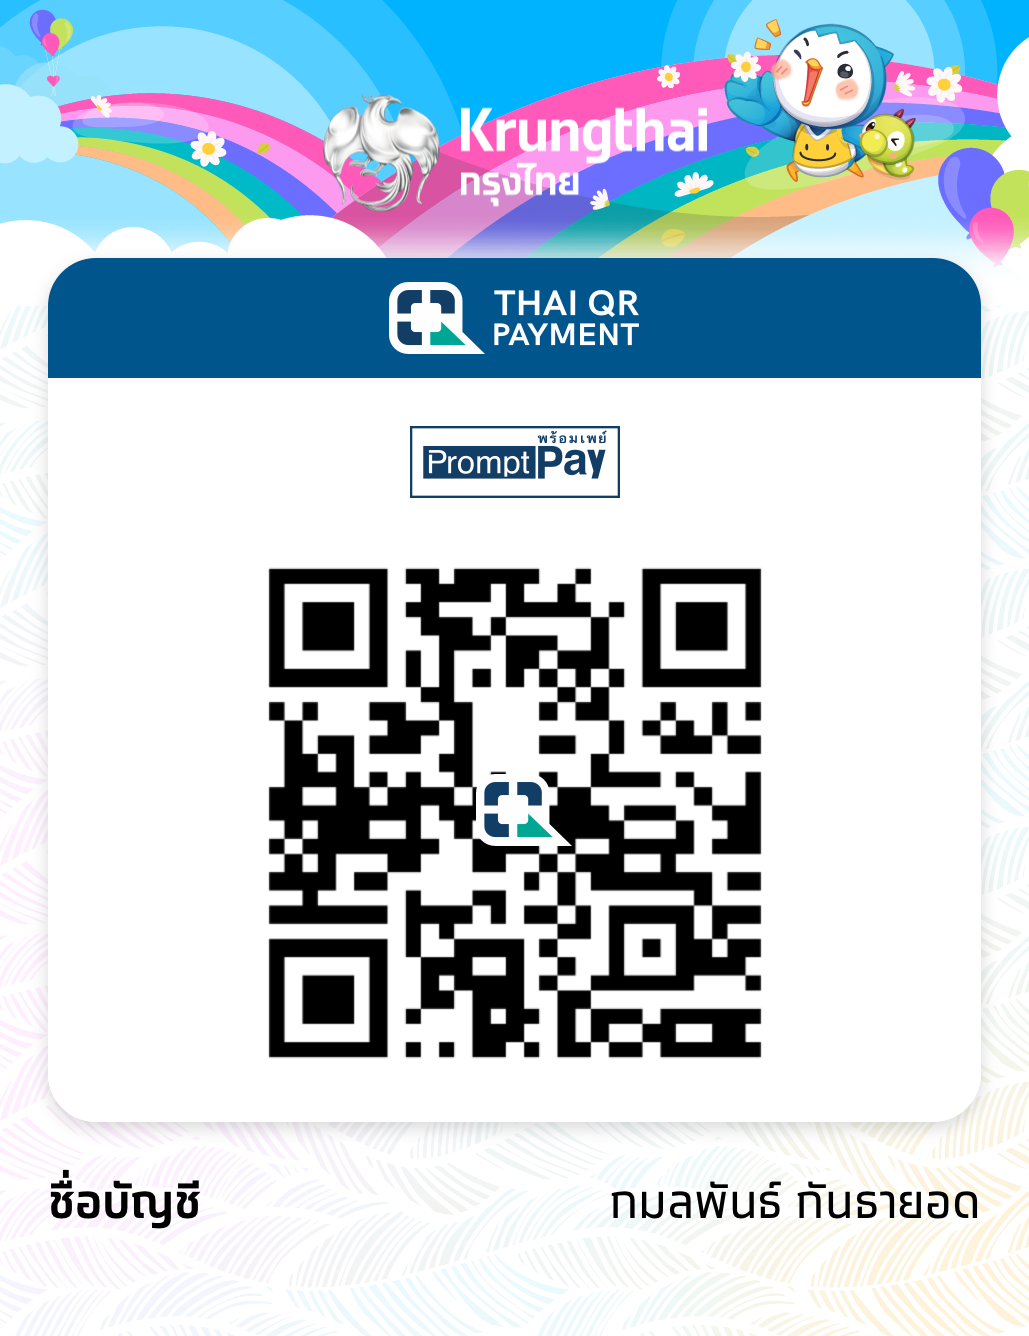 Krungthai
กรุงไทย
THAI QR
PAYMENT
พร้อมเพย์
PromptPay
ชื่อบัญชี กมลพันธ์ กันธายอด